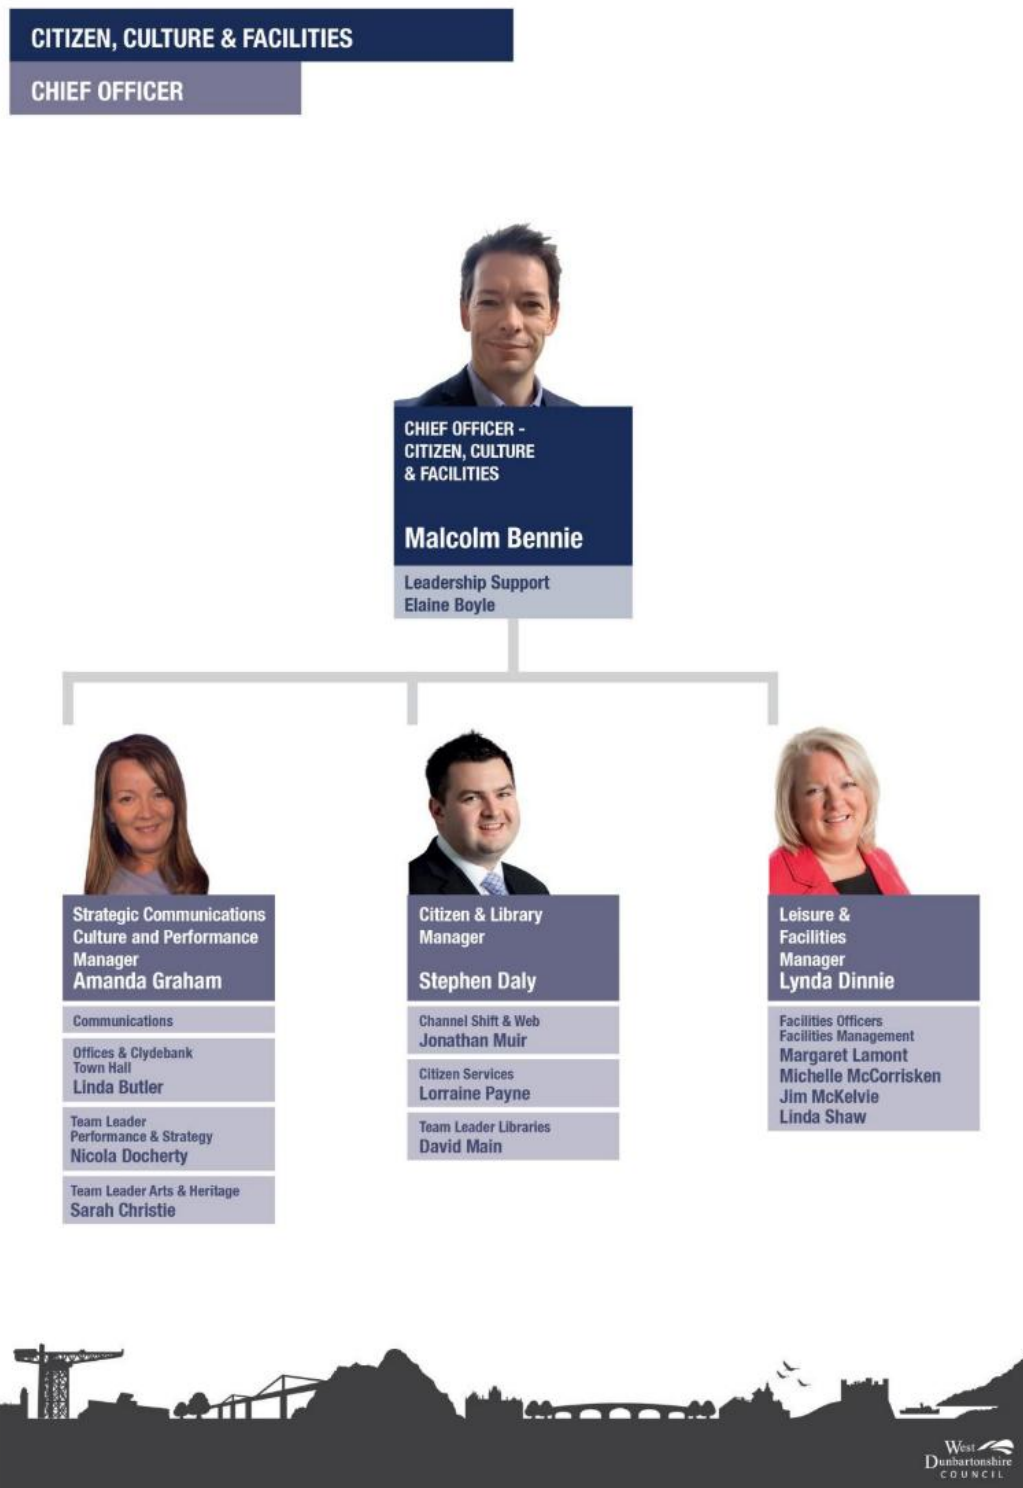 CITIZEN, CULTURE & FACILITIES
CHIEF OFFICER
CHIEF OFFICER -
CITIZEN, CULTURE
& FACILITIES
Malcolm Bennie
Leadership Support
Elaine Boyle
Strategic Communications
Culture and Performance
Manager
Amanda Graham
Communications
Offices & Clydebank
Town Hall
Linda Butler
Team Leader
Performance & Strategy
Nicola Docherty
Team Leader Arts & Heritage
Sarah Christie
Citizen & Library
Manager
Stephen Daly
Channel Shift & Web
Jonathan Muir
Citizen Services
Lorraine Payne
Team Leader Libraries
David Main
Leisure &
Facilities
Manager
Lynda Dinnie
Facilities Officers
Facilities Management
Margaret Lamont
Michelle McCorrisken
Jim McKelvie
Linda Shaw
West
Dunbartonshire
COUNCIL